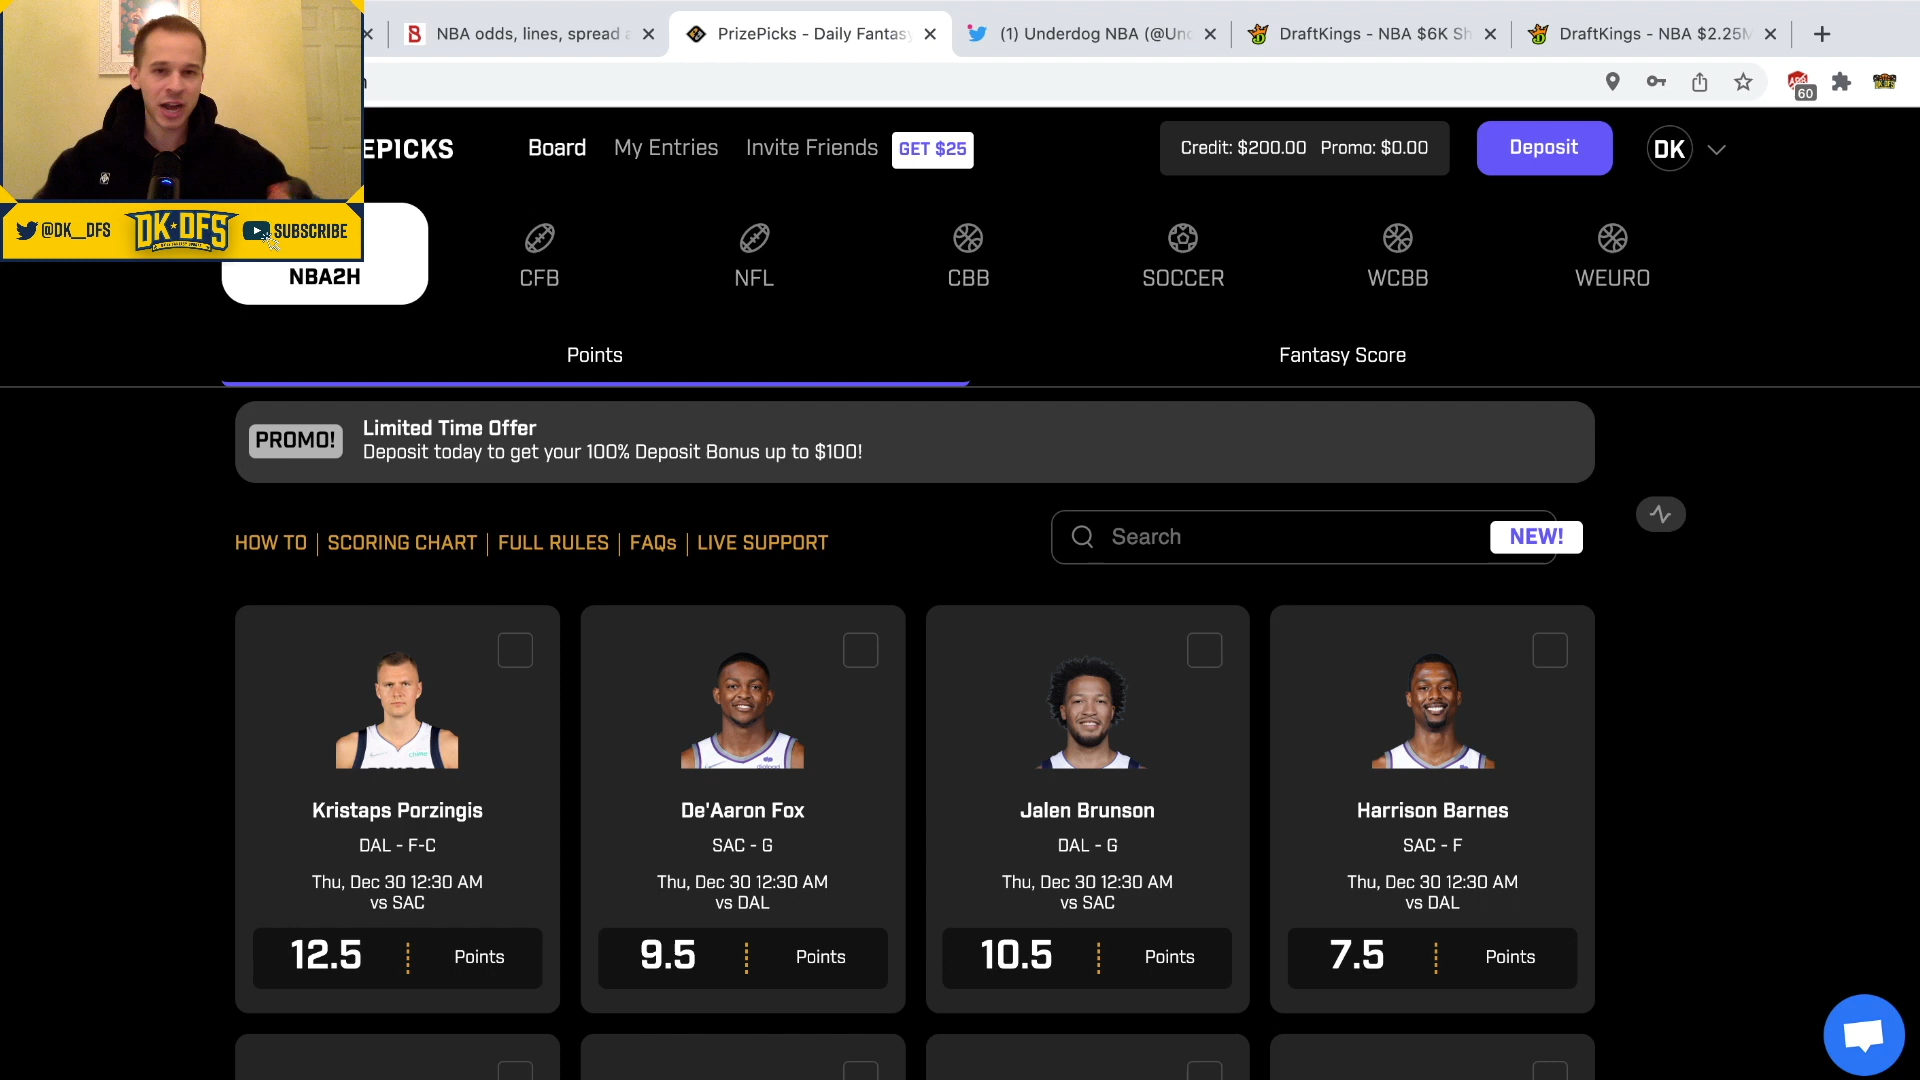 NBA odds, lines, spread a
PrizePicks - Daily Fantasy
(1) Underdog NBA (@Und
DraftKings - NBA $6K Sh
DraftKings - NBA $2.25M
60
EPICKS
Board
My Entries
Invite Friends
GET $25
Credit: $200.00 Promo: $0.00
Deposit
DK
@DK__DFS
DK DFS
SUBSCRIBE
NBA2H
CFB
NFL
CBB
SOCCER
WCBB
WEURO
Points
Fantasy Score
PROMO!
Limited Time Offer
Deposit today to get your 100% Deposit Bonus up to $100!
HOW TO | SCORING CHART | FULL RULES | FAQs | LIVE SUPPORT
Search
NEW!
Kristaps Porzingis
DAL - F-C
Thu, Dec 30 12:30 AM
vs SAC
12.5
Points
De'Aaron Fox
SAC - G
Thu, Dec 30 12:30 AM
vs DAL
9.5
Points
Jalen Brunson
DAL - G
Thu, Dec 30 12:30 AM
vs SAC
10.5
Points
Harrison Barnes
SAC - F
Thu, Dec 30 12:30 AM
vs DAL
7.5
Points